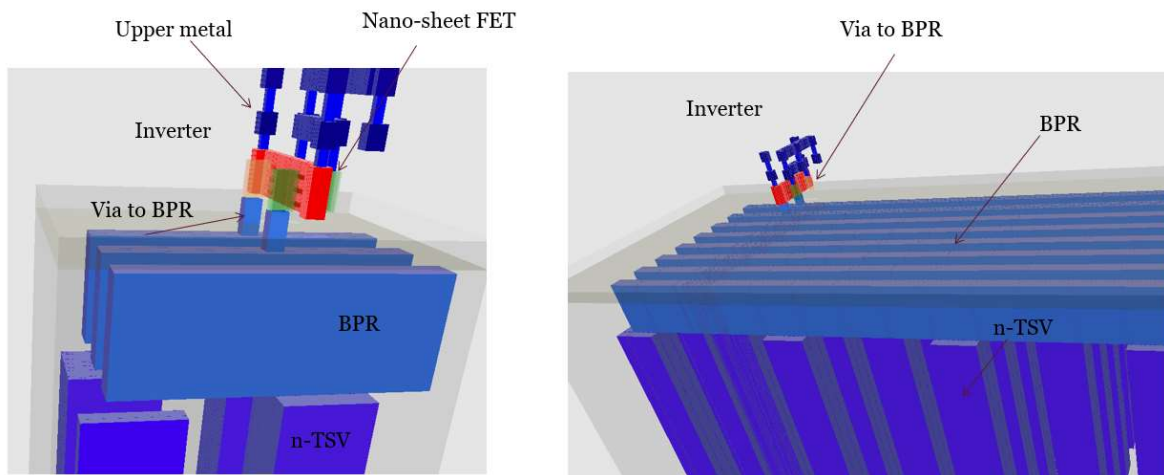 Upper metal
Nano-sheet FET
Inverter
Via to BPR
BPR
n-TSV
Via to BPR
Inverter
BPR
n-TSV